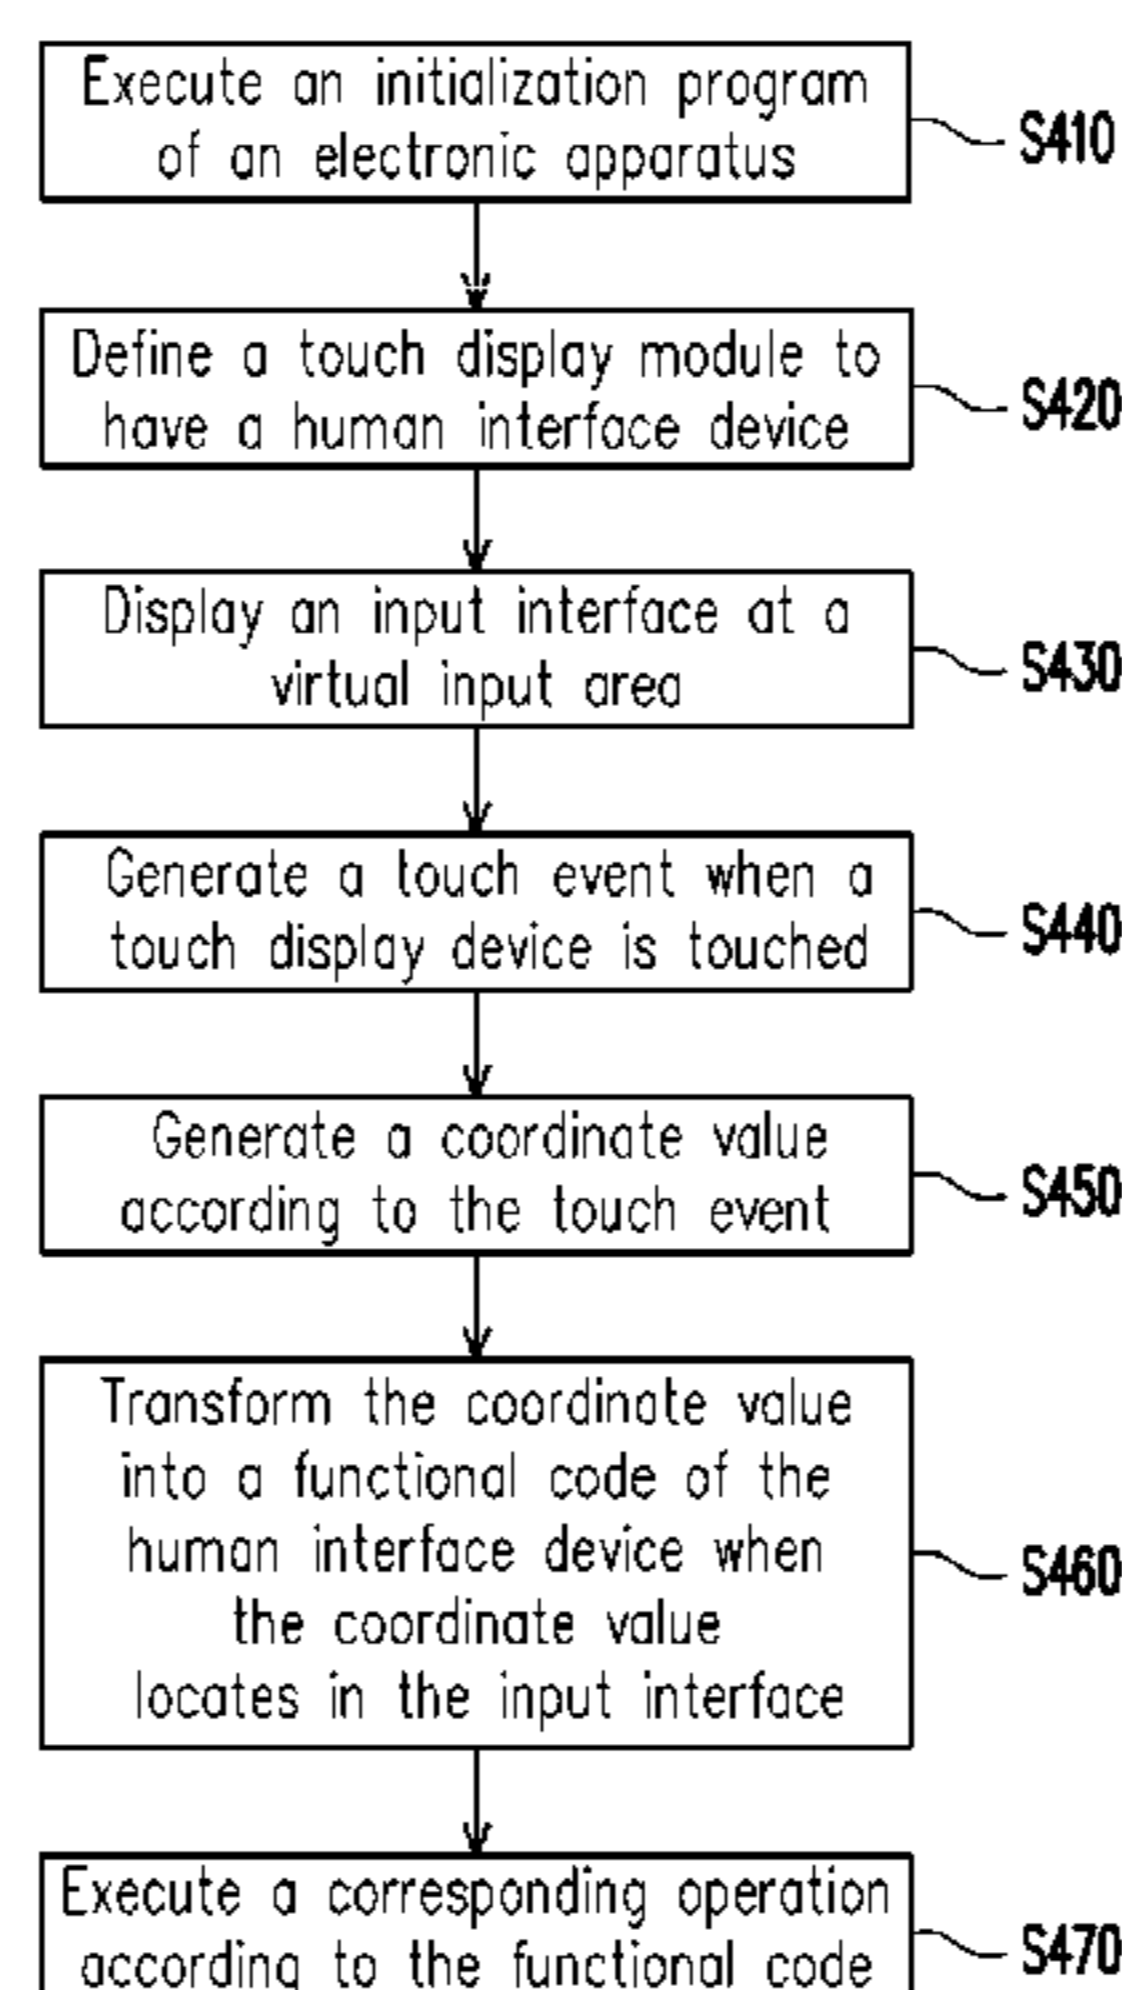 Execute an initialization program
of an electronic apparatus
S410
Define a touch display module to
have a human interface device
S420
Display an input interface at a
virtual input area
S430
Generate a touch event when a
touch display device is touched
S440
Generate a coordinate value
according to the touch event
S450
Transform the coordinate value
into a functional code of the
human interface device when
the coordinate value
locates in the input interface
S460
Execute a corresponding operation
according to the functional code
S470